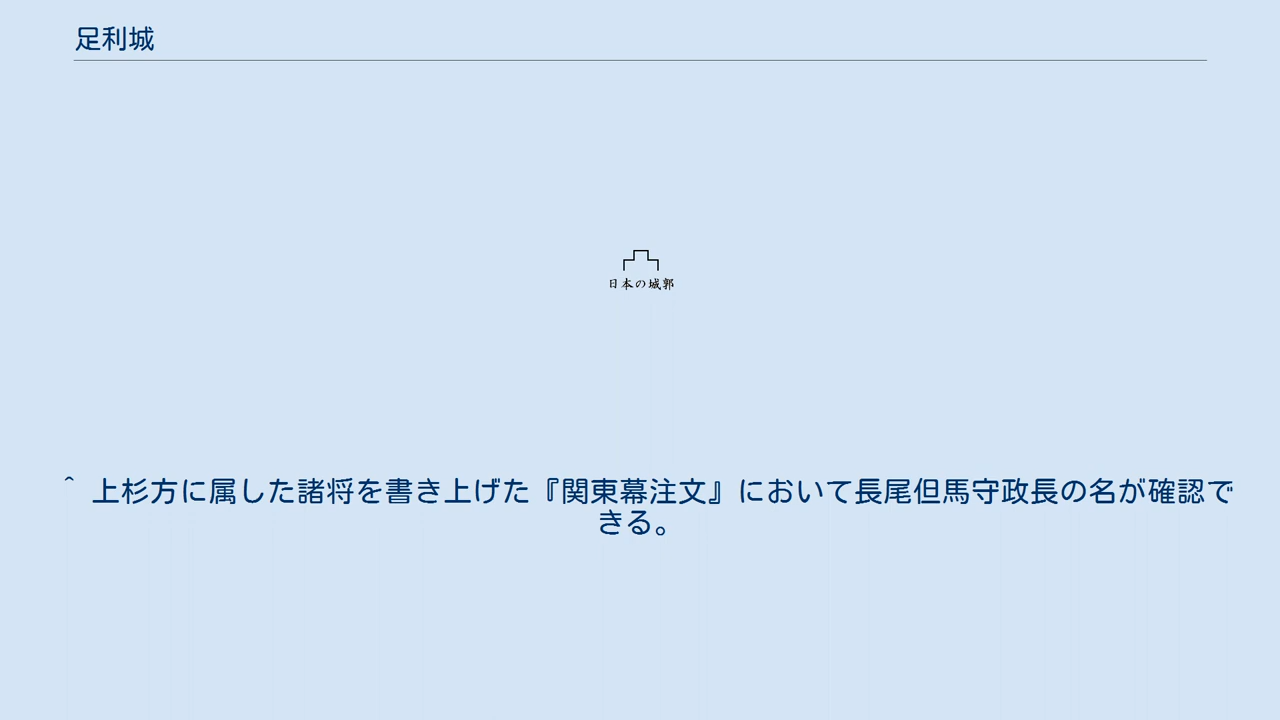 足利城
日本の城郭
^ 上杉方に属した諸将を書き上げた『関東幕注文』において長尾但馬守政長の名が確認で
きる。